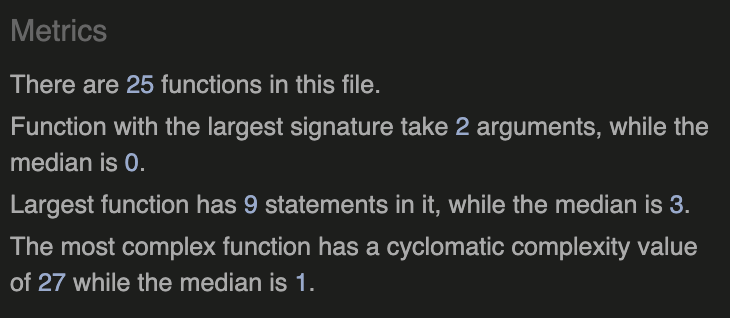 Metrics
There are 25 functions in this file.
Function with the largest signature take 2 arguments, while the
median is 0.
Largest function has 9 statements in it, while the median is 3.
The most complex function has a cyclomatic complexity value
of 27 while the median is 1.